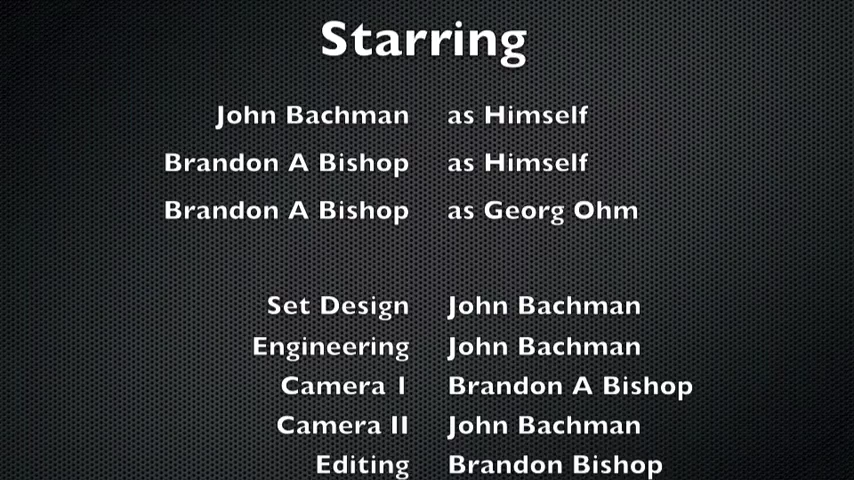 Starring
John Bachman as Himself
Brandon A Bishop as Himself
Brandon A Bishop as Georg Ohm
Set Design John Bachman
Engineering John Bachman
Camera I Brandon A Bishop
Camera II John Bachman
Editing Brandon Bishop